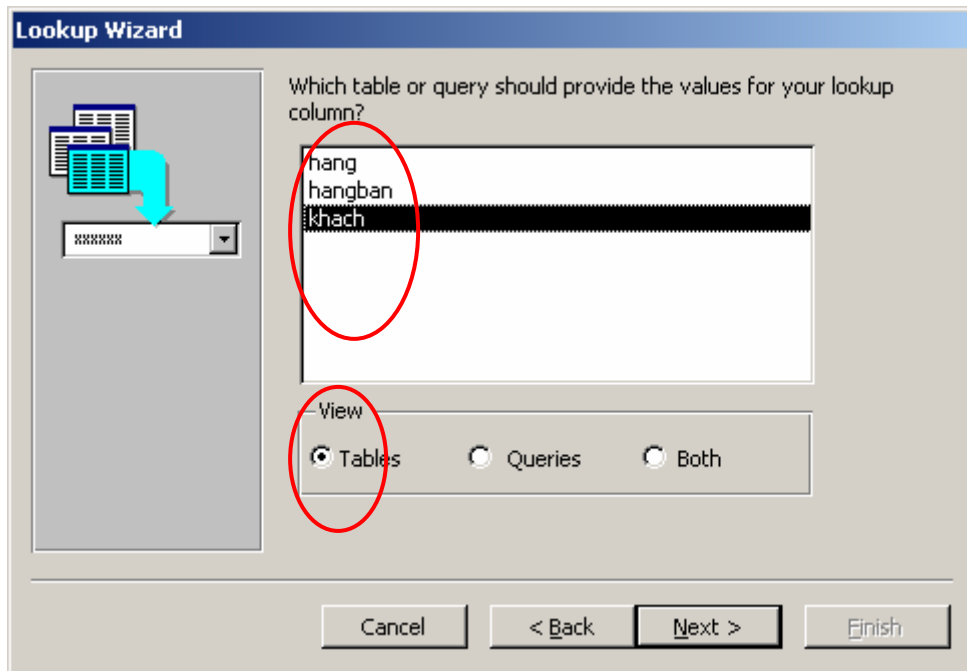 Lookup Wizard
Which table or query should provide the values for your lookup
column?
hang
hangban
khach
xxxxxx
View
Tables
Queries
Both
Cancel
< Back
Next >
Finish